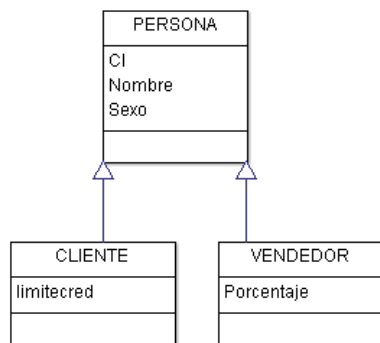 PERSONA
CI
Nombre
Sexo
CLIENTE
limitecred
VENDEDOR
Porcentaje